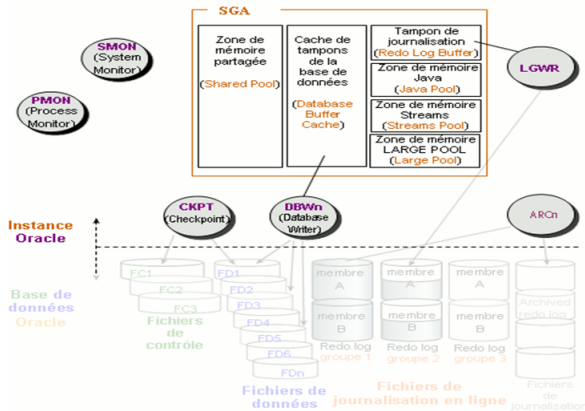 SGA
SMON
(System
Monitor)
PMON
(Process
Monitor)
Zone de
mémoire
partagée
(Shared Pool)
Cache de
tampons
de la
base de
données
(Database
Buffer
Cache)
Tampon de
journalisation
(Redo Log Buffer)
Zone de mémoire
Java
(Java Pool)
Zone de mémoire
Streams
(Streams Pool)
Zone de mémoire
LARGE POOL
(Large Pool)
LGWR
CKPT
(Checkpoint)
DBWn
(Database
Writer)
ARCn
Instance
Oracle
Base de
données
Oracle
FC1
FC2
FC3
Fichiers
de
contrôle
FD1
FD2
FD3
FD4
FD5
FD6
FDn
Fichiers de
données
membre
A
membre
B
Redo log
groupe 1
membre
A
membre
B
Redo log
groupe 2
membre
A
membre
B
Redo log
groupe 3
Fichiers de
journalisation en ligne
Archived
redo log
Fichiers
de
journalisation